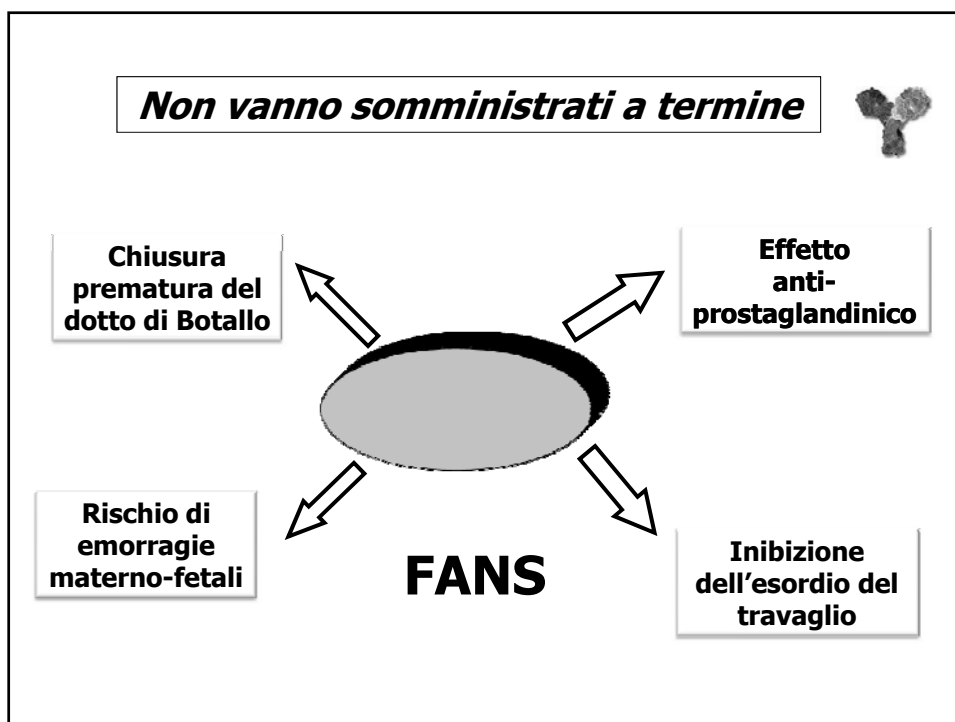 Non vanno somministrati a termine
Chiusura
prematura del
dotto di Botallo
Effetto
anti-
prostaglandinico
Rischio di
emorragie
materno-fetali
FANS
Inibizione
dell'esordio del
travaglio